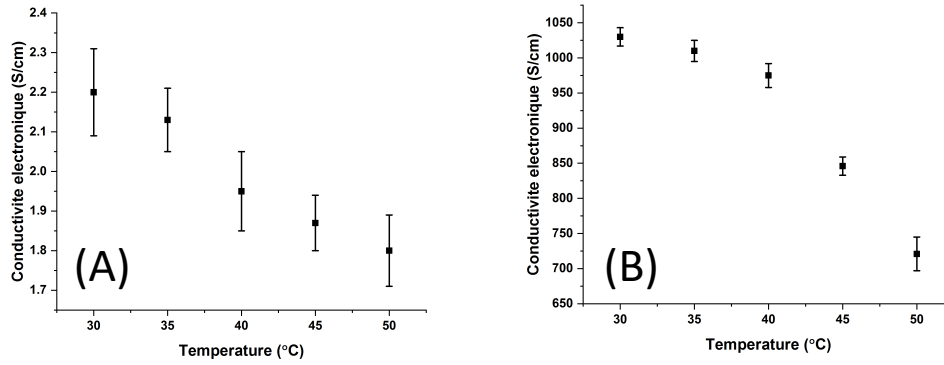 2.4
2.3
2.2
2.1
2.0
1.9
1.8
1.7
Conductivite electronique (S/cm)
(A)
30 35 40 45 50
Temperature (°C)
1050
1000
950
900
850
800
750
700
650
Conductivite electronique (S/cm)
(B)
30 35 40 45 50
Temperature (°C)